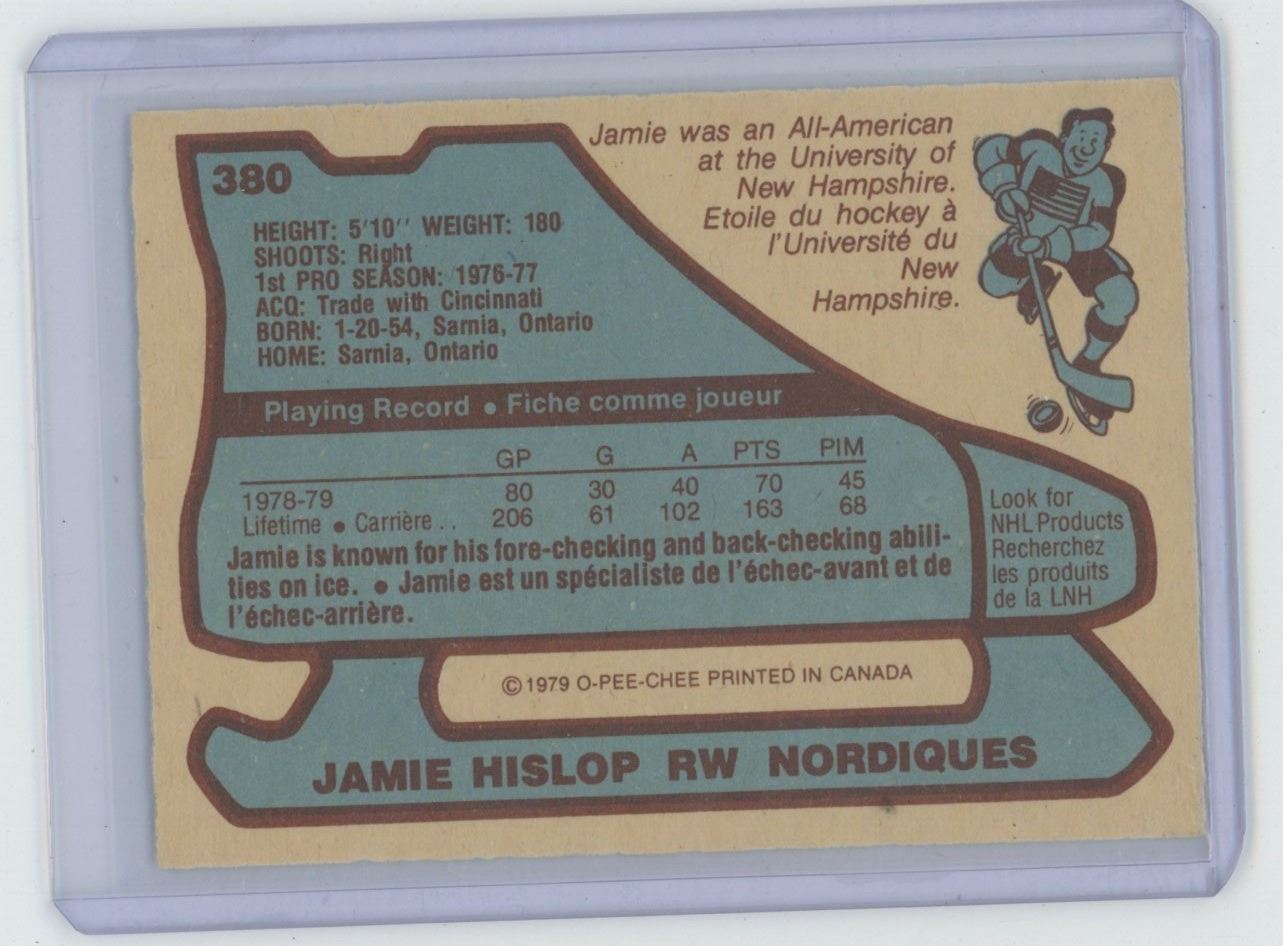 380
Jamie was an All-American
at the University of
New Hampshire.
Etoile du hockey à
l'Université du
New
Hampshire.
HEIGHT: 5'10'' WEIGHT: 180
SHOOTS: Right
1st PRO SEASON: 1976-77
ACQ: Trade with Cincinnati
BORN: 1-20-54, Sarnia, Ontario
HOME: Sarnia, Ontario
Playing Record • Fiche comme joueur
GP G A PTS PIM
1978-79 80 30 40 70 45
Lifetime • Carrière .. 206 61 102 163 68
Jamie is known for his fore-checking and back-checking abili-
ties on ice. • Jamie est un spécialiste de l'échec-avant et de
l'échec-arrière.
Look for
NHL Products
Recherchez
les produits
de la LNH
© 1979 O-PEE-CHEE PRINTED IN CANADA
JAMIE HISLOP RW NORDIQUES